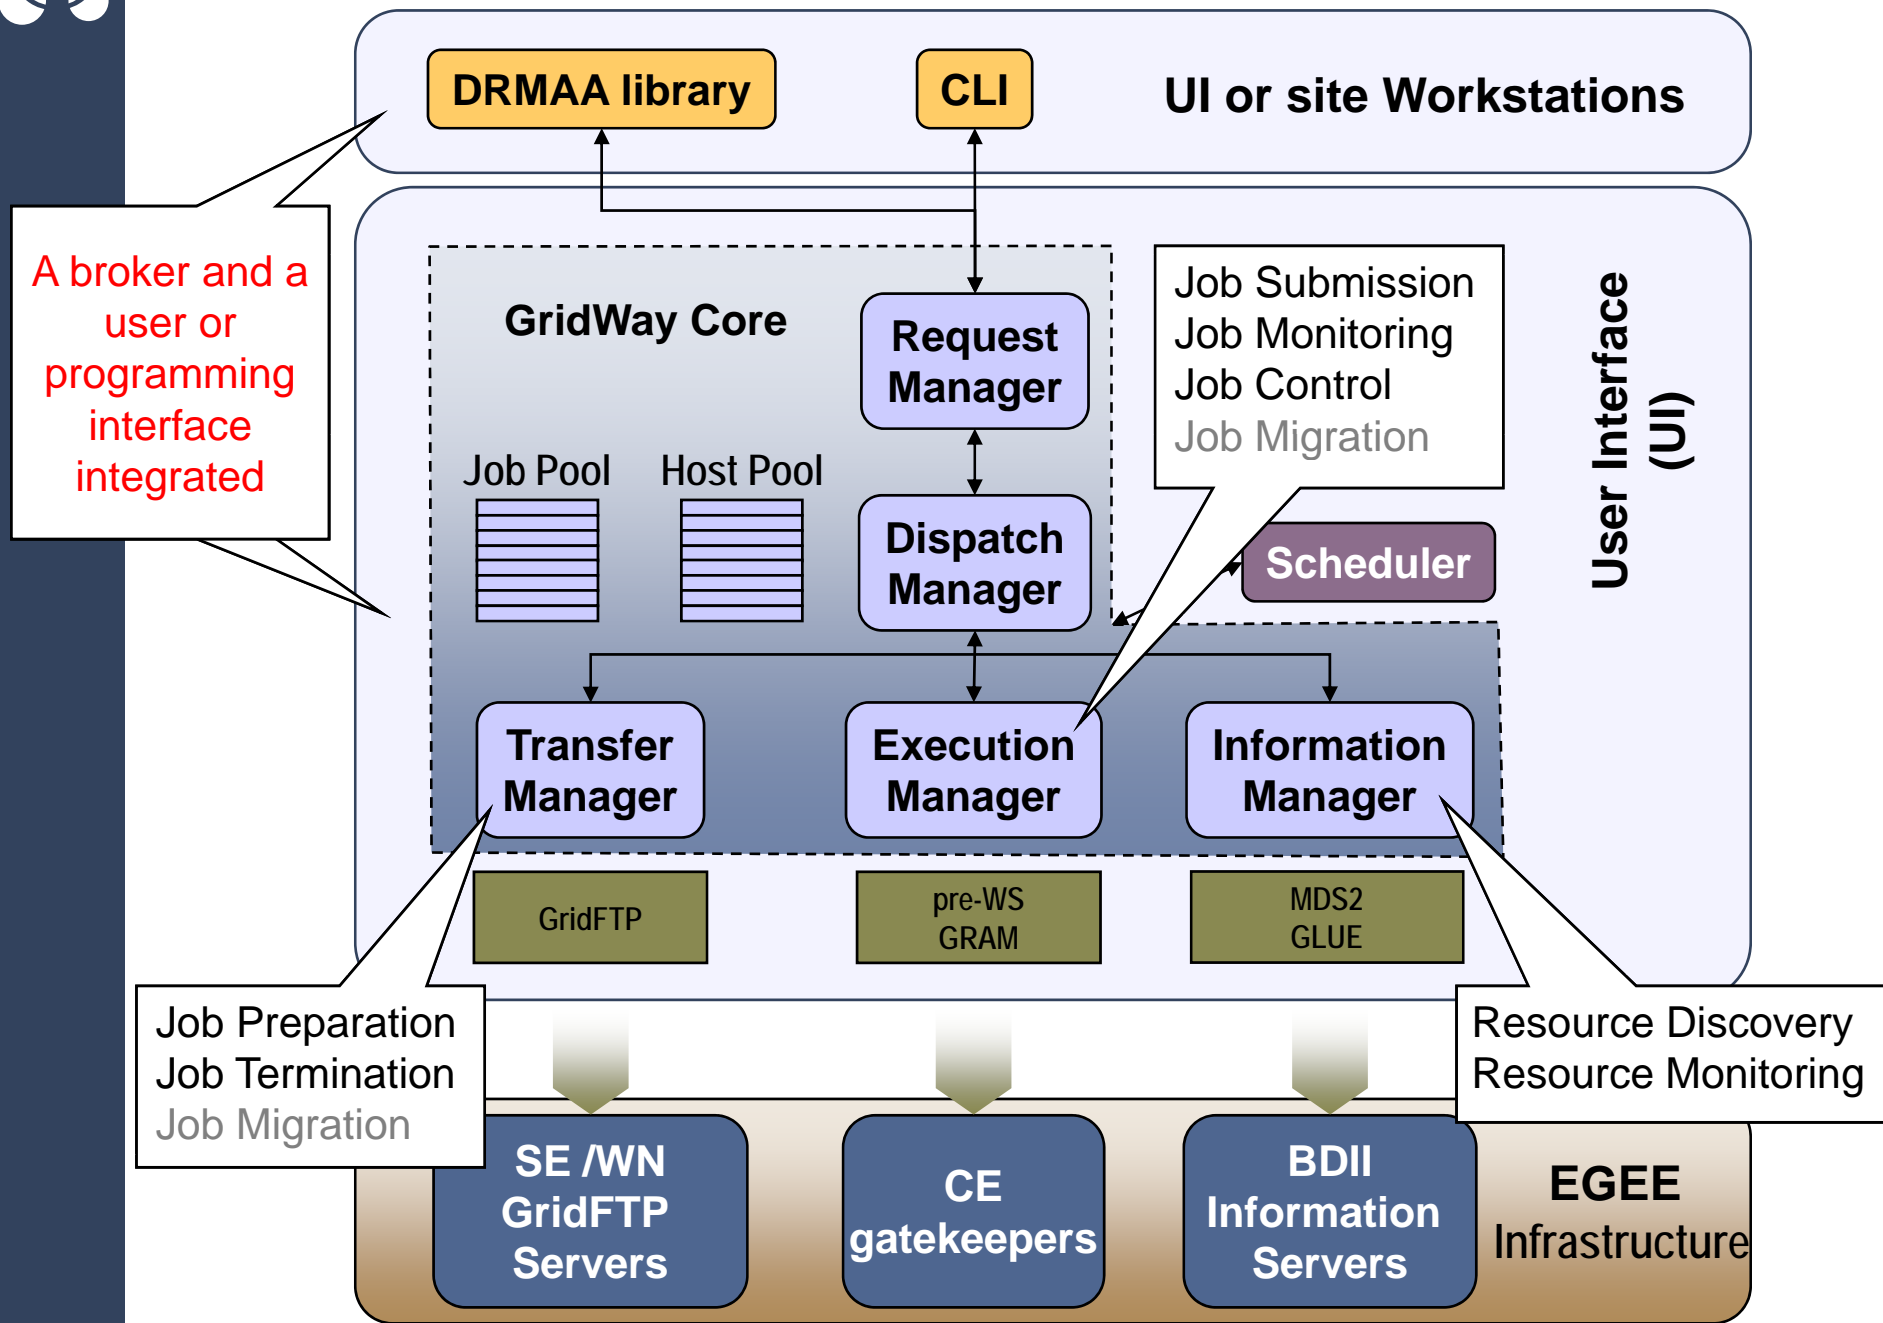 DRMAA library
CLI
UI or site Workstations
A broker and a
user or
programming
interface
integrated
GridWay Core
Request
Manager
Job Submission
Job Monitoring
Job Control
Job Migration
User Interface
(UI)
Job Pool
Host Pool
Dispatch
Manager
Scheduler
Transfer
Manager
Execution
Manager
Information
Manager
GridFTP
pre-WS
GRAM
MDS2
GLUE
Job Preparation
Job Termination
Job Migration
Resource Discovery
Resource Monitoring
SE /WN
GridFTP
Servers
CE
gatekeepers
BDII
Information
Servers
EGEE
Infrastructure